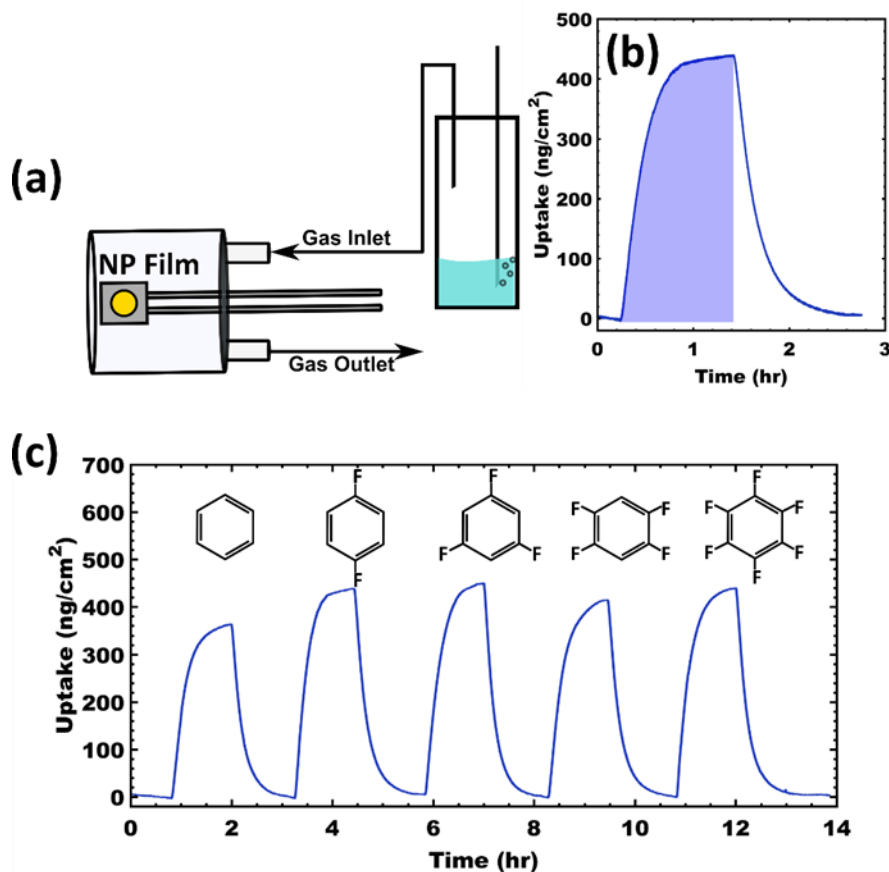 (a)
NP Film
Gas Inlet
Gas Outlet
(b)
500
400
300
200
100
0
Uptake (ng/cm²)
0 1 2 3
Time (hr)
(c)
700
600
500
400
300
200
100
0
Uptake (ng/cm²)
F
F
F
F F
F F
F F
F
F F
F F
F
0 2 4 6 8 10 12 14
Time (hr)